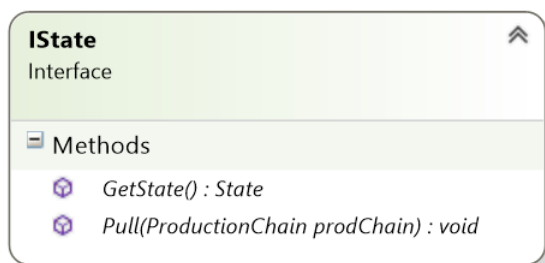 IState
Interface
Methods
GetState() : State
Pull(ProductionChain prodChain) : void